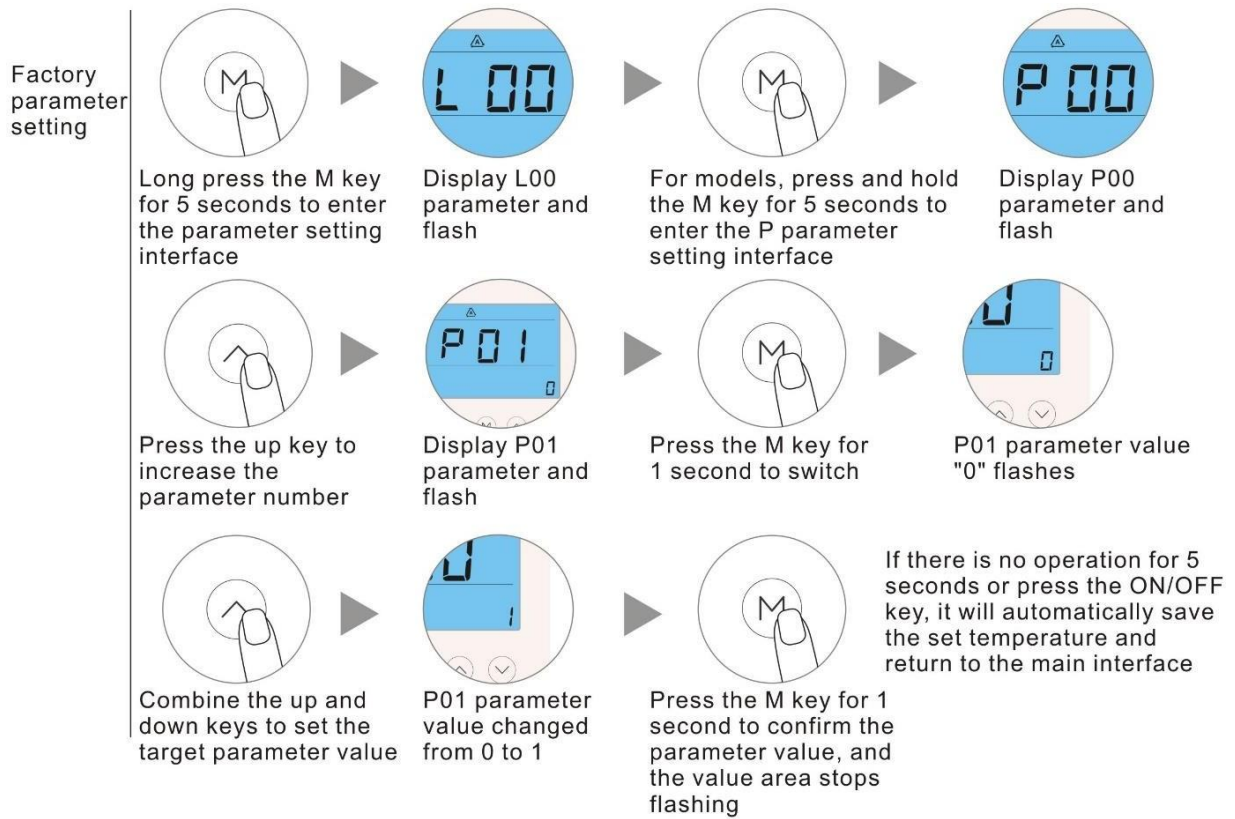 Factory
parameter
setting
M
L 00
M
P 00
Long press the M key
for 5 seconds to enter
the parameter setting
interface
Display L00
parameter and
flash
For models, press and hold
the M key for 5 seconds to
enter the P parameter
setting interface
Display P00
parameter and
flash
P01
0
M
0
Press the up key to
increase the
parameter number
Display P01
parameter and
flash
Press the M key for
1 second to switch
P01 parameter value
"0" flashes
1
M
Combine the up and
down keys to set the
target parameter value
P01 parameter
value changed
from 0 to 1
Press the M key for 1
second to confirm the
parameter value, and
the value area stops
flashing
If there is no operation for 5
seconds or press the ON/OFF
key, it will automatically save
the set temperature and
return to the main interface